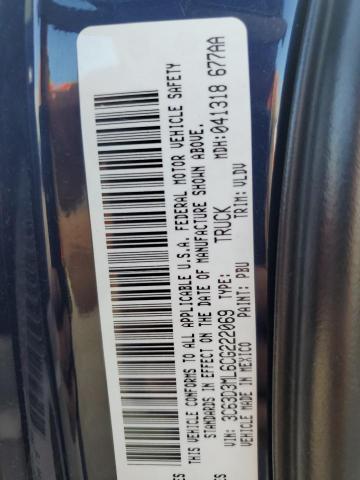 THIS VEHICLE CONFORMS TO ALL APPLICABLE U.S.A. FEDERAL MOTOR VEHICLE SAFETY
STANDARDS IN EFFECT ON THE DATE OF MANUFACTURE SHOWN ABOVE.
VIN: 3C63D3ML6CG222069 TYPE: TRUCK MDH:041318 677AA
VEHICLE MADE IN MEXICO PAINT: PBU TRIM: VLDV